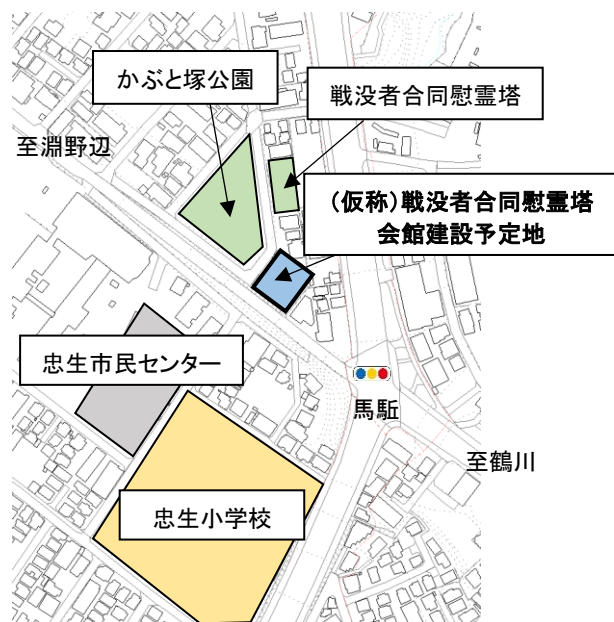 かぶと塚公園
戦没者合同慰霊塔
至淵野辺
（仮称）戦没者合同慰霊塔
会館建設予定地
忠生市民センター
馬駈
至鶴川
忠生小学校